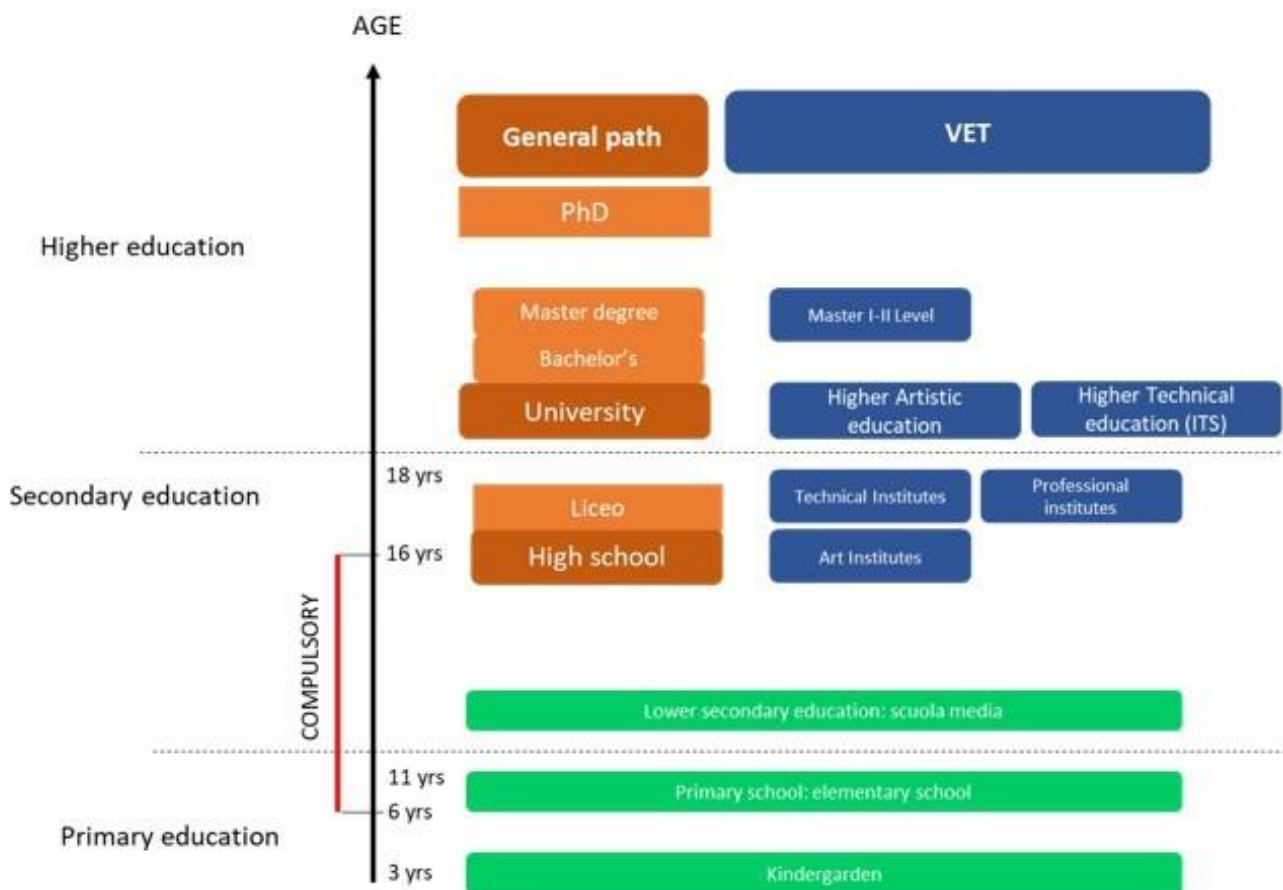 AGE
General path
VET
PhD
Higher education
Master degree
Master I-II Level
Bachelor's
University
Higher Artistic
education
Higher Technical
education (ITS)
18 yrs
Secondary education
Liceo
Technical Institutes
Professional
institutes
16 yrs
High school
Art Institutes
COMPULSORY
Lower secondary education: scuola media
11 yrs
Primary school: elementary school
6 yrs
Primary education
3 yrs
Kindergarden